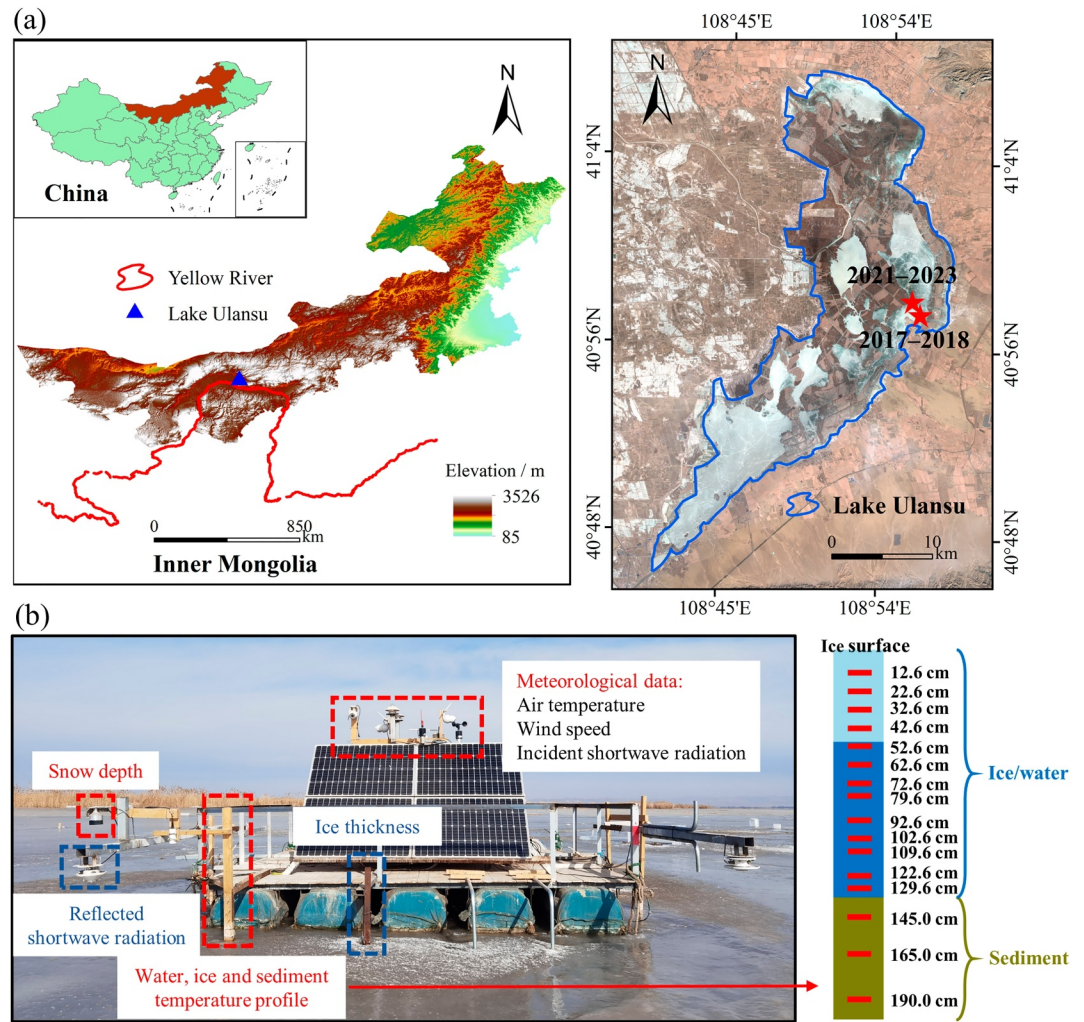 (a)
108°45'E
108°54'E
N
China
Yellow River
Lake Ulansu
Elevation / m
3526
85
0
850
km
Inner Mongolia
N
41°4'N
41°4'N
2021–2023
2017–2018
40°56'N
40°56'N
Lake Ulansu
40°48'N
40°48'N
0
10
km
108°45'E
108°54'E
(b)
Meteorological data:
Air temperature
Wind speed
Incident shortwave radiation
Snow depth
Ice thickness
Reflected
shortwave radiation
Water, ice and sediment
temperature profile
Ice surface
12.6 cm
22.6 cm
32.6 cm
42.6 cm
52.6 cm
62.6 cm
72.6 cm
79.6 cm
92.6 cm
102.6 cm
109.6 cm
122.6 cm
129.6 cm
145.0 cm
165.0 cm
190.0 cm
Ice/water
Sediment